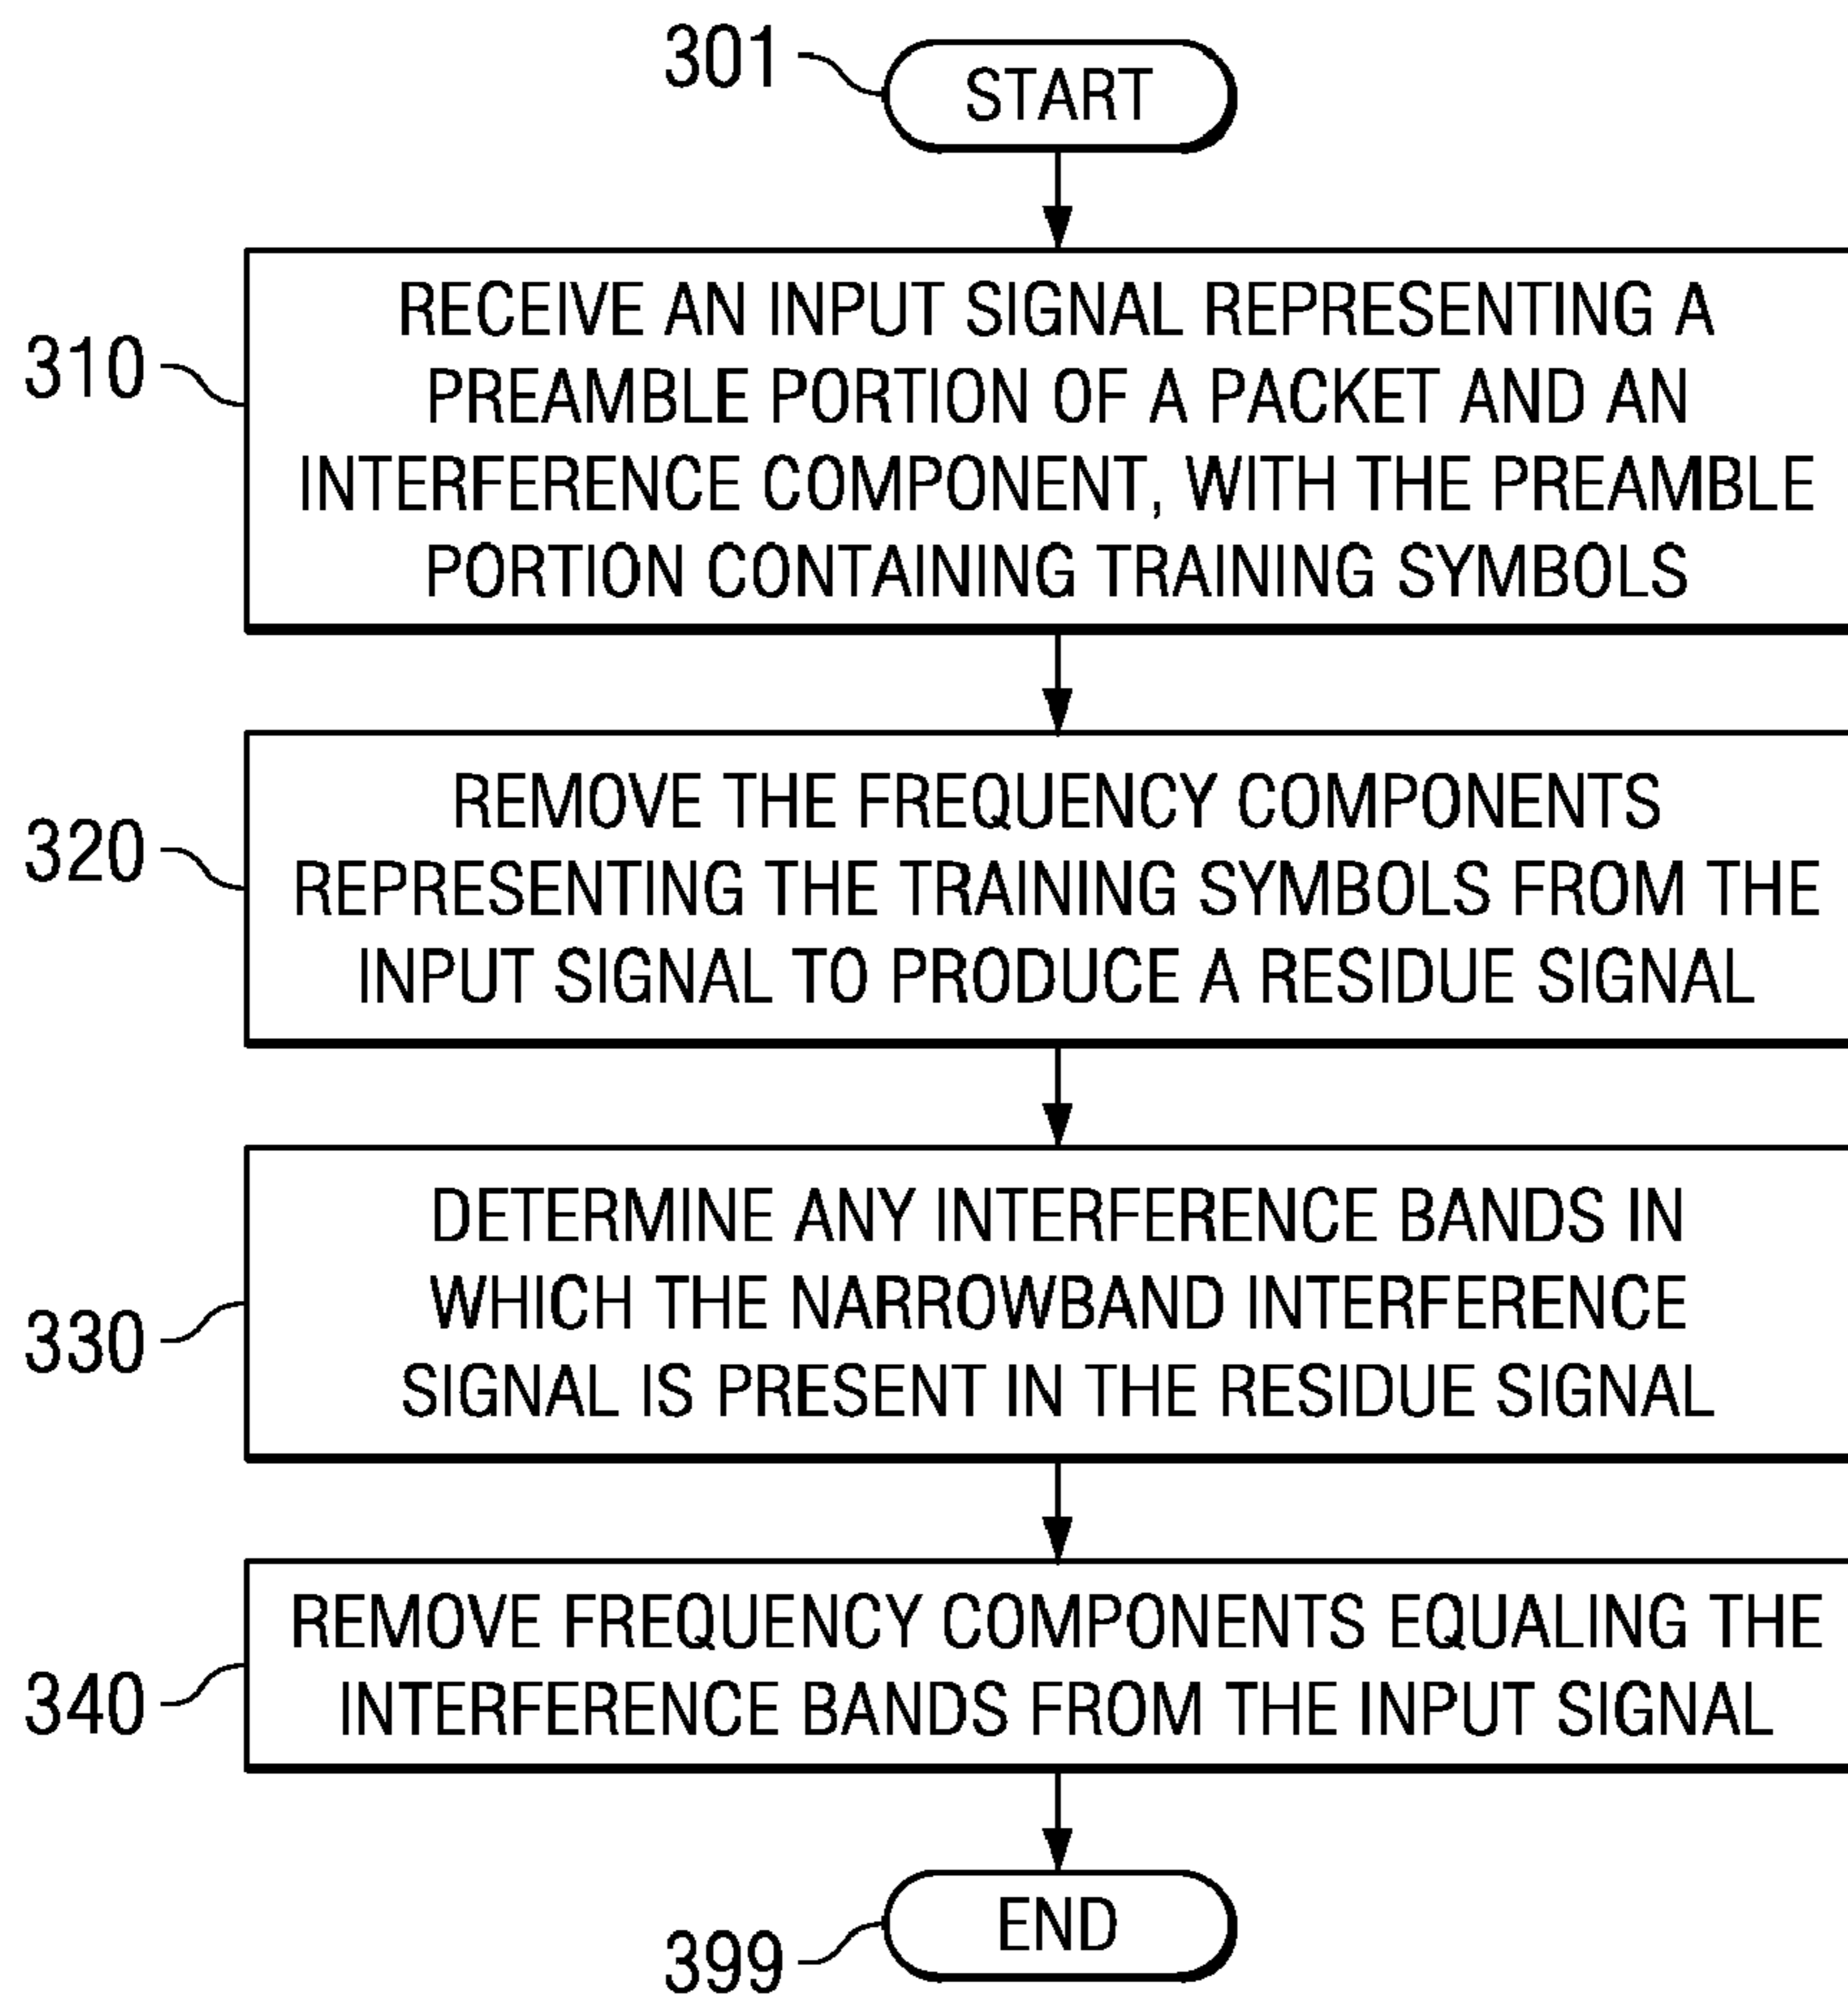 301
START
310
RECEIVE AN INPUT SIGNAL REPRESENTING A
PREAMBLE PORTION OF A PACKET AND AN
INTERFERENCE COMPONENT, WITH THE PREAMBLE
PORTION CONTAINING TRAINING SYMBOLS
320
REMOVE THE FREQUENCY COMPONENTS
REPRESENTING THE TRAINING SYMBOLS FROM THE
INPUT SIGNAL TO PRODUCE A RESIDUE SIGNAL
330
DETERMINE ANY INTERFERENCE BANDS IN
WHICH THE NARROWBAND INTERFERENCE
SIGNAL IS PRESENT IN THE RESIDUE SIGNAL
340
REMOVE FREQUENCY COMPONENTS EQUALING THE
INTERFERENCE BANDS FROM THE INPUT SIGNAL
399
END